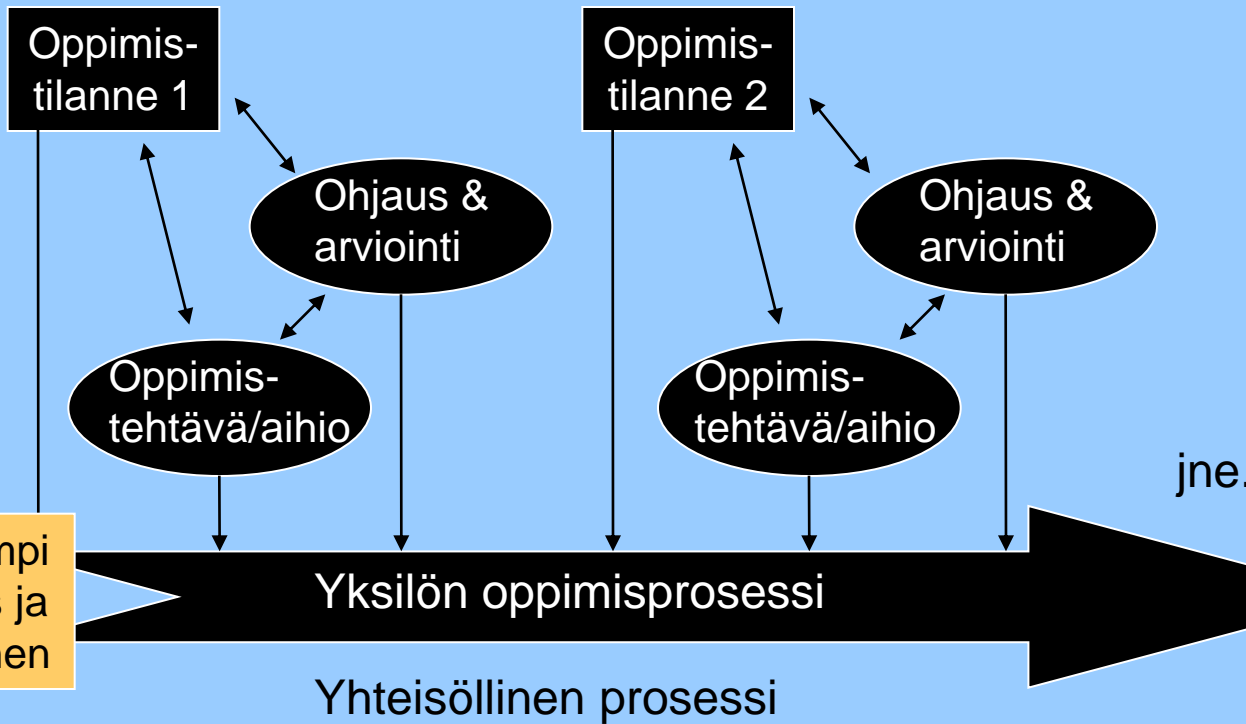 Oppimis-
tilanne 1
Oppimis-
tilanne 2
Ohjaus &
arviointi
Ohjaus &
arviointi
Oppimis-
tehtävä/aihio
Oppimis-
tehtävä/aihio
jne.
ja
Yksilön oppimisprosessi
Yhteisöllinen prosessi